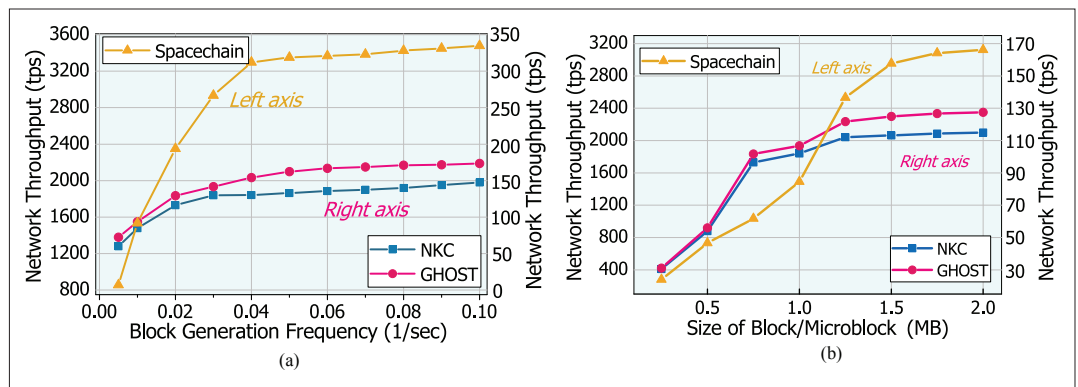 3600
3200
2800
2400
2000
1600
1200
800
Network Throughput (tps)
Spacechain
Left axis
Right axis
NKC
GHOST
350
300
250
200
150
100
50
0
Network Throughput (tps)
0.00 0.02 0.04 0.06 0.08 0.10
Block Generation Frequency (1/sec)
(a)
3200
2800
2400
2000
1600
1200
800
400
Network Throughput (tps)
Spacechain
Left axis
Right axis
NKC
GHOST
170
150
130
110
90
70
50
30
Network Throughput (tps)
0.5 1.0 1.5 2.0
Size of Block/Microblock (MB)
(b)